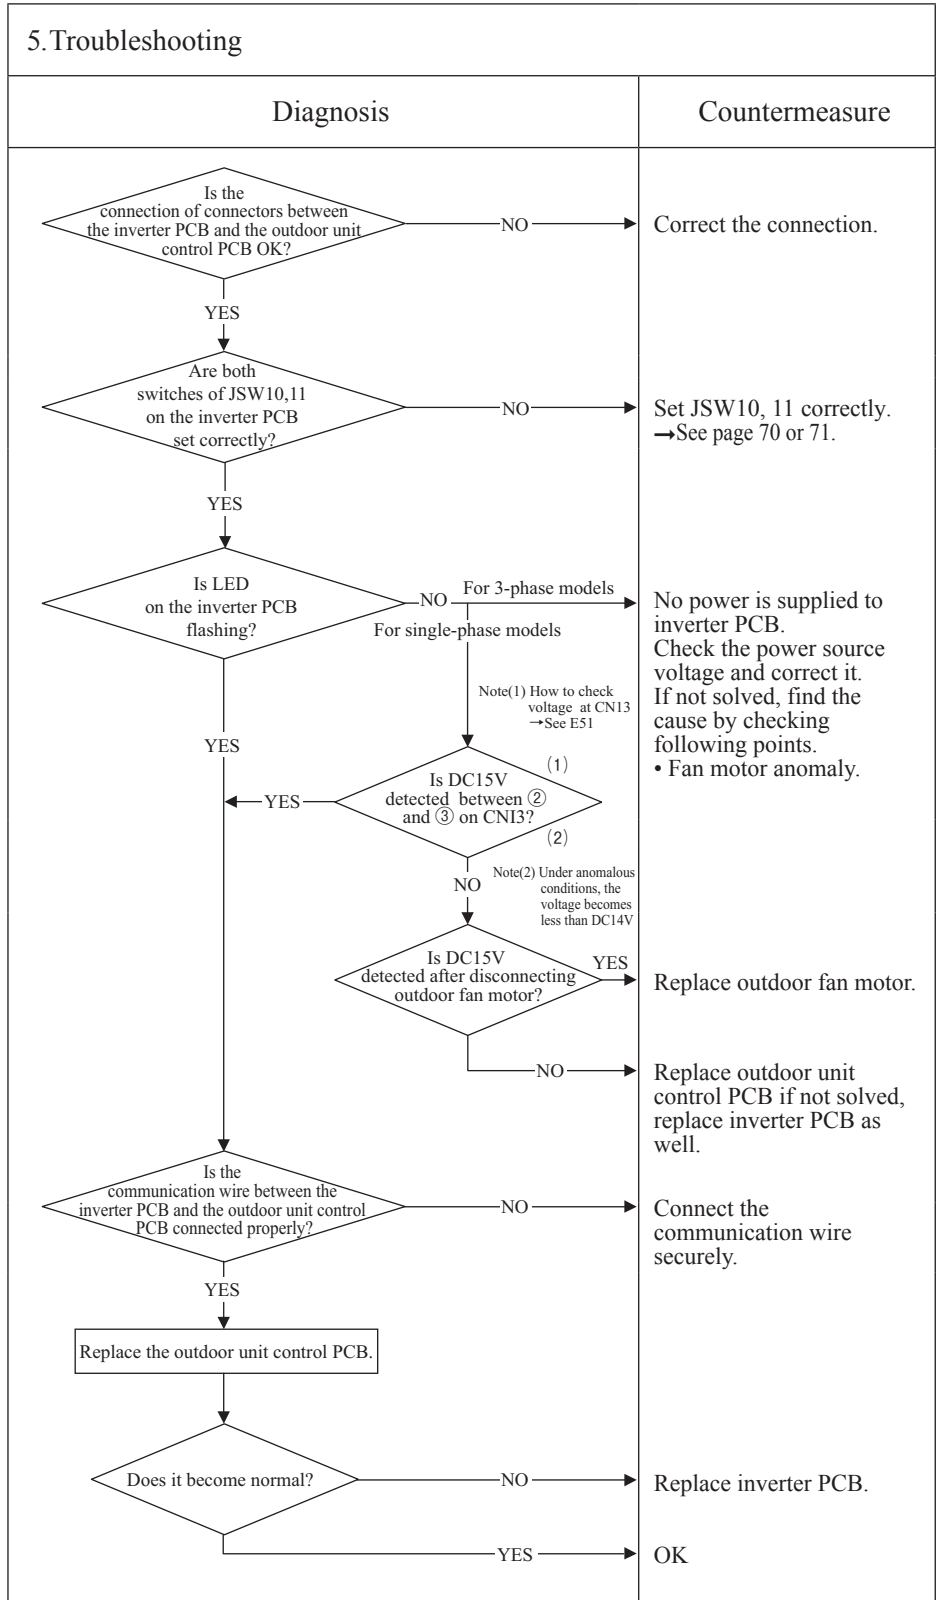 5.Troubleshooting
Diagnosis
Countermeasure
Is the
connection of connectors between
the inverter PCB and the outdoor unit
control PCB OK?
NO
Correct the connection.
YES
Are both
switches of JSW10,11
on the inverter PCB
set correctly?
NO
Set JSW10, 11 correctly.
→See page 70 or 71.
YES
Is LED
on the inverter PCB
flashing?
NO
For 3-phase models
For single-phase models
No power is supplied to
inverter PCB.
Check the power source
voltage and correct it.
If not solved, find the
cause by checking
following points.
• Fan motor anomaly.
Note(1) How to check
voltage at CN13
→See E51
YES
Is DC15V
detected between ②
and ③ on CNI3?
(1)
(2)
YES
NO
Note(2) Under anomalous
conditions, the
voltage becomes
less than DC14V
Is DC15V
detected after disconnecting
outdoor fan motor?
YES
Replace outdoor fan motor.
NO
Replace outdoor unit
control PCB if not solved,
replace inverter PCB as
well.
Is the
communication wire between the
inverter PCB and the outdoor unit control
PCB connected properly?
NO
Connect the
communication wire
securely.
YES
Replace the outdoor unit control PCB.
Does it become normal?
NO
Replace inverter PCB.
YES
OK